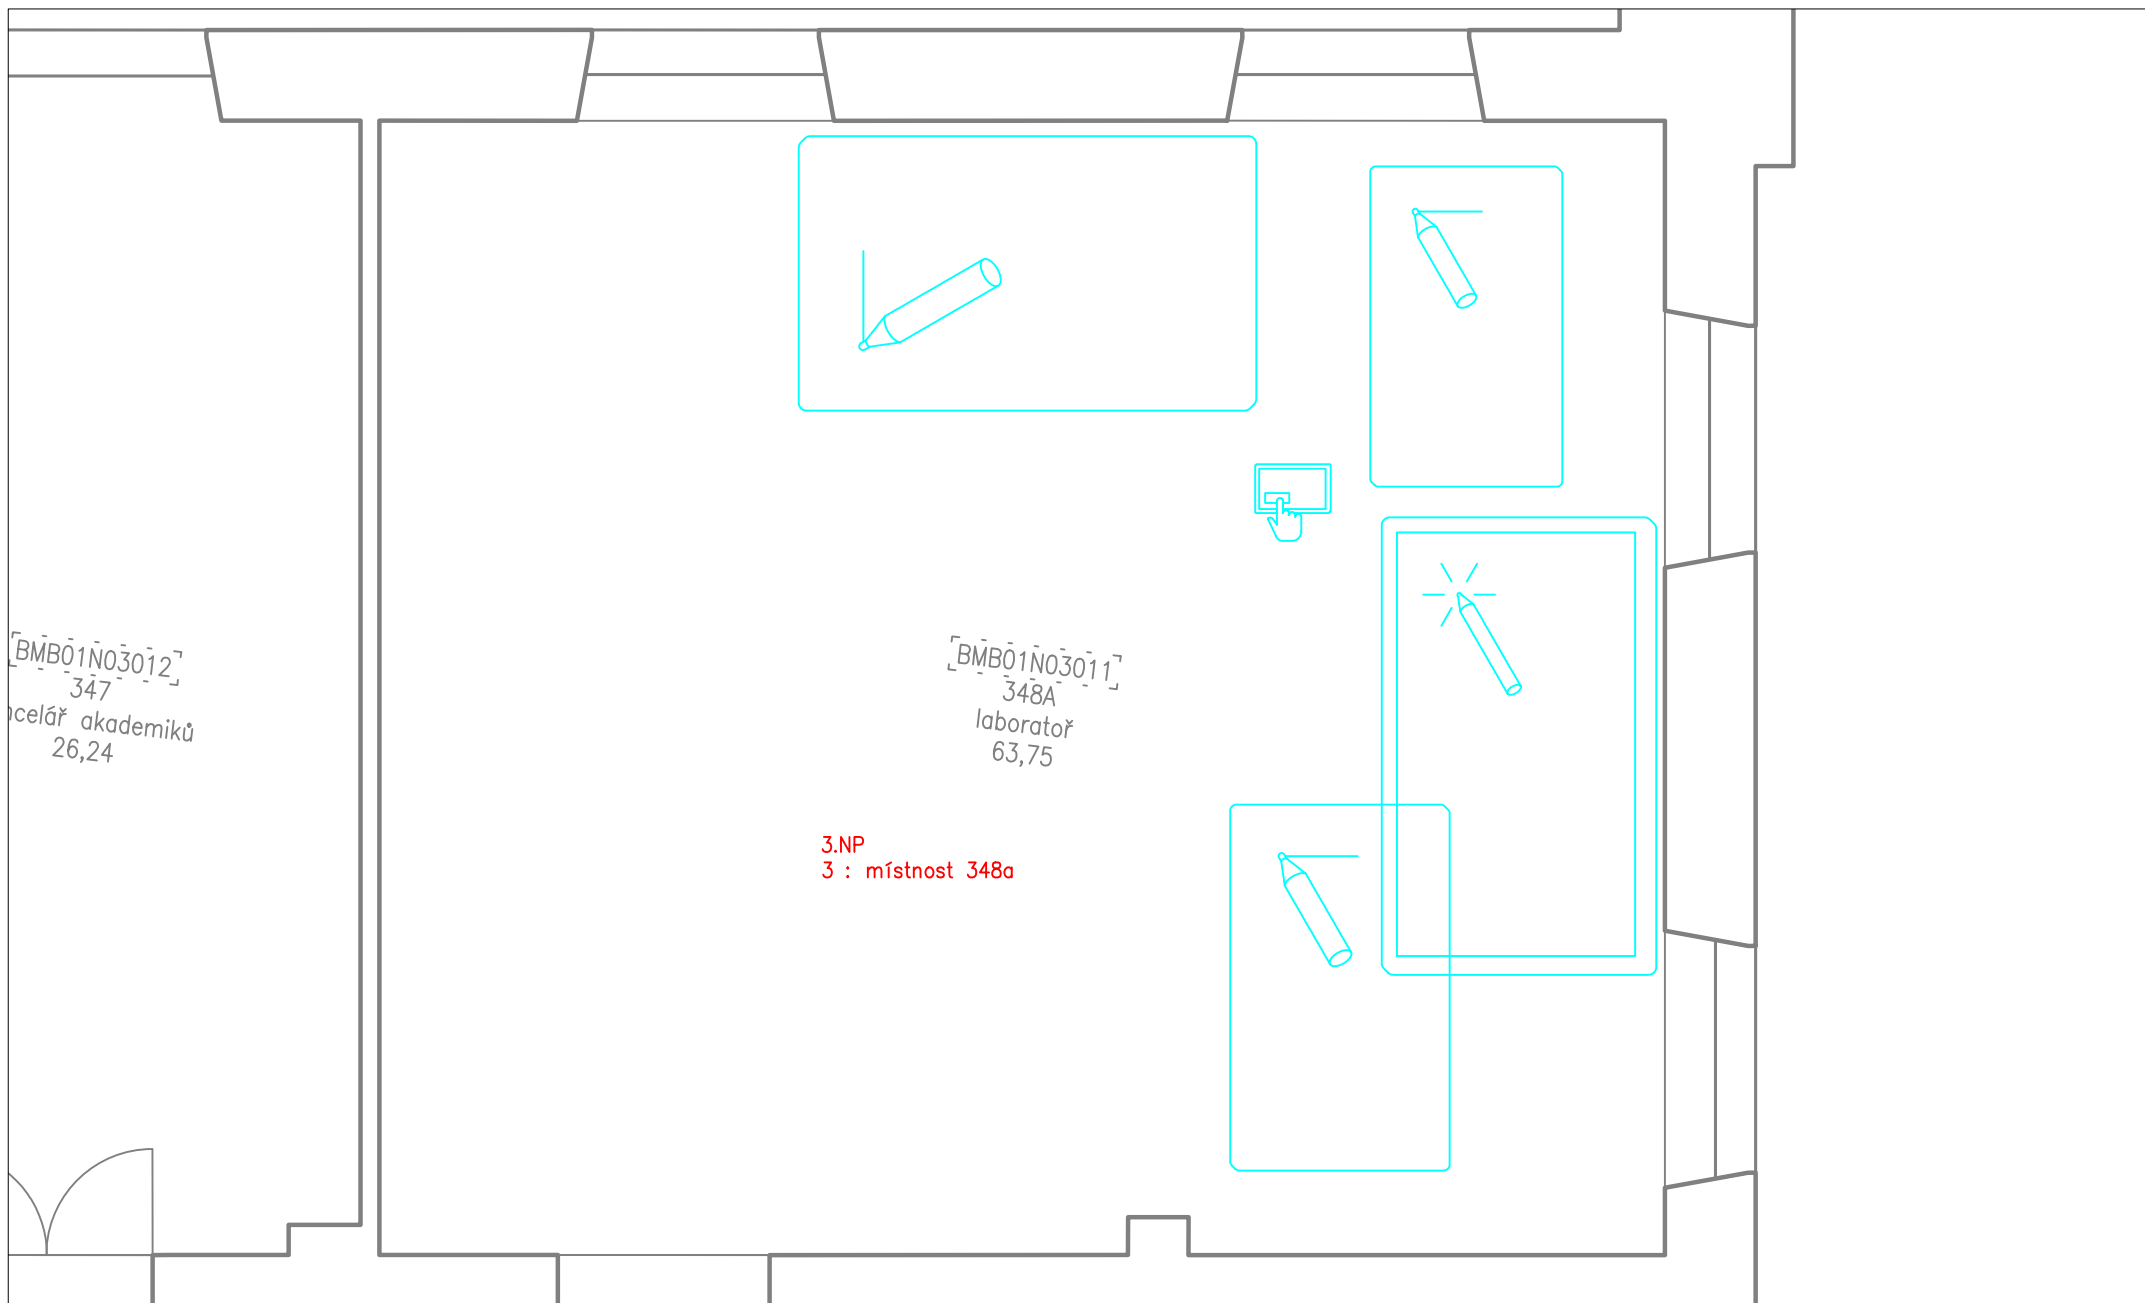 BMB01N03012
347
ncelář akademiků
26,24
BMB01N03011
348A
laboratoř
63,75
3.NP
3 : místnost 348a